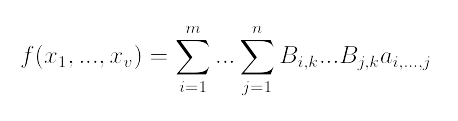 f(x_1, ..., x_v) = \sum_{i=1}^{m} ... \sum_{j=1}^{n} B_{i,k} ... B_{j,k} a_{i,...,j}